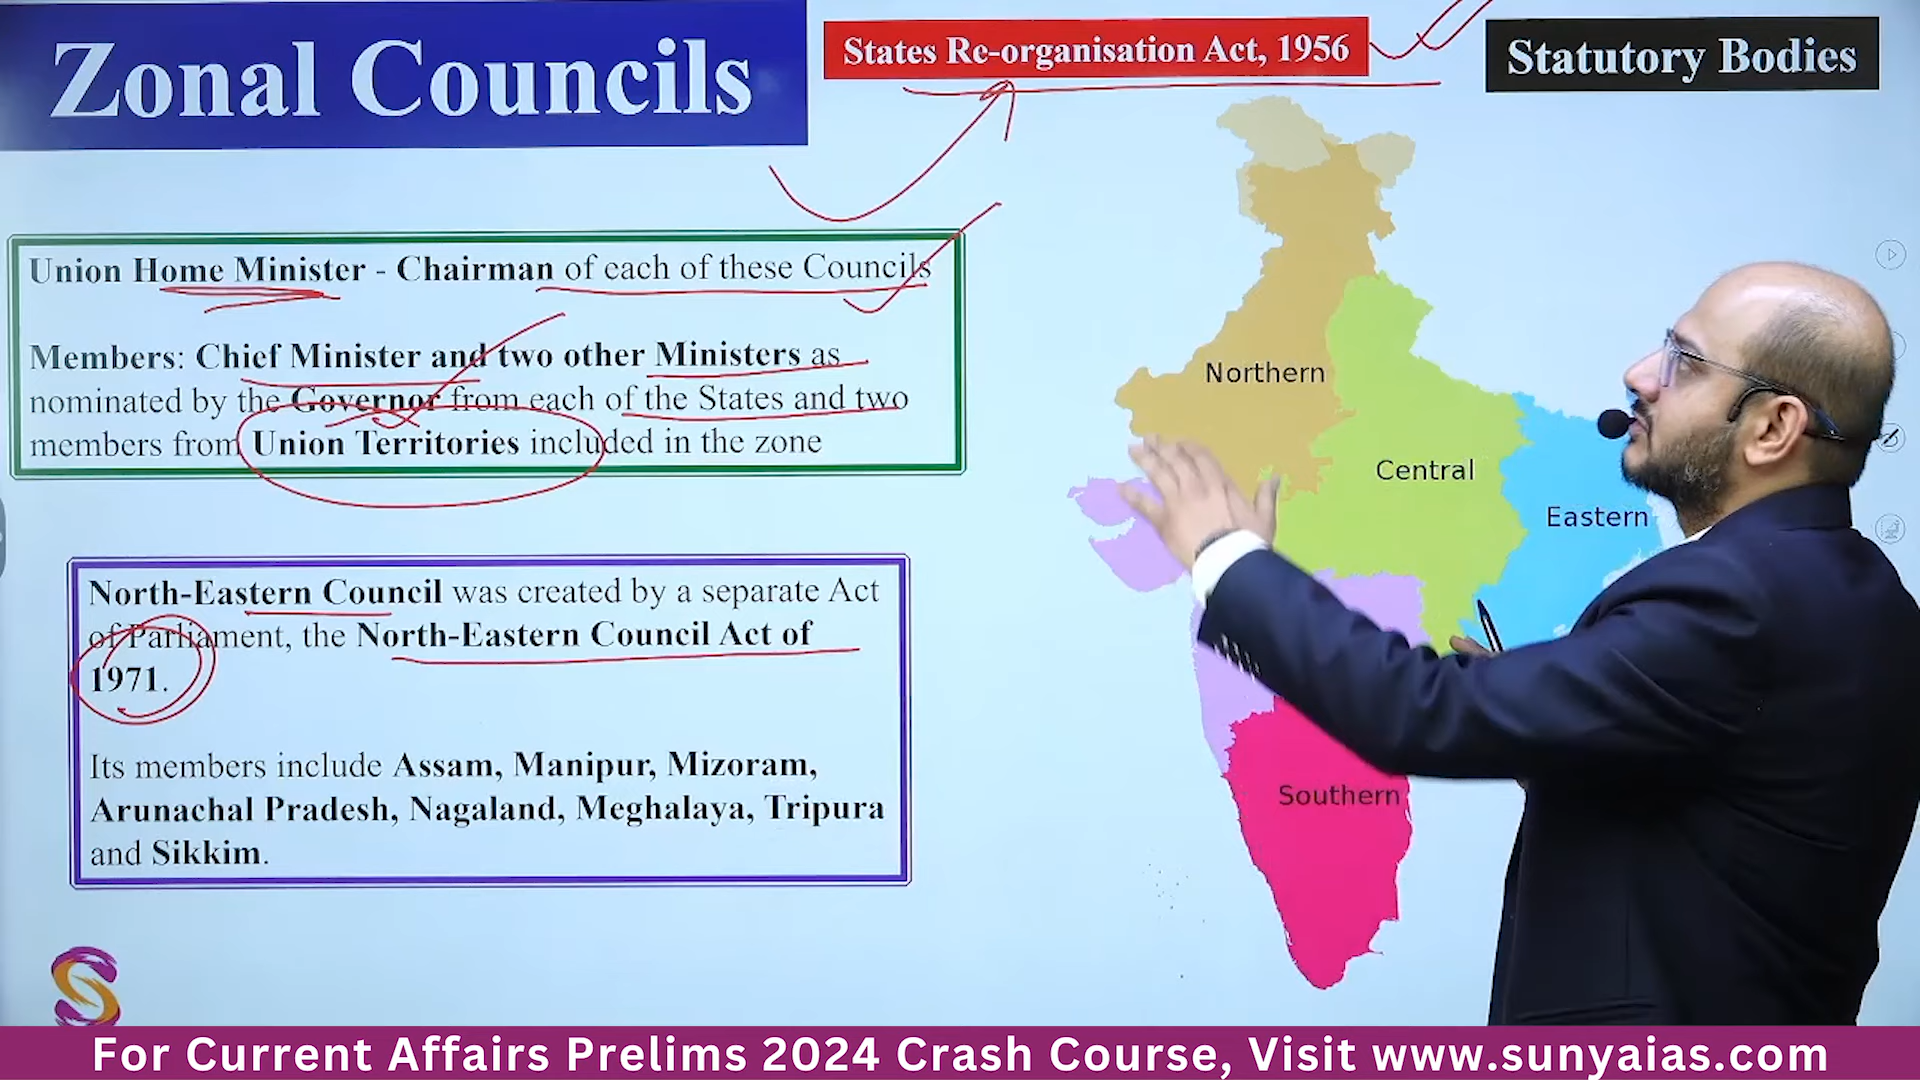 Zonal Councils
States Re-organisation Act, 1956
Statutory Bodies
Union Home Minister - Chairman of each of these Councils
Members: Chief Minister and two other Ministers as
nominated by the Governor from each of the States and two
members from Union Territories included in the zone
North-Eastern Council was created by a separate Act
of Parliament, the North-Eastern Council Act of
1971.
Its members include Assam, Manipur, Mizoram,
Arunachal Pradesh, Nagaland, Meghalaya, Tripura
and Sikkim.
Northern
Central
Eastern
Southern
For Current Affairs Prelims 2024 Crash Course, Visit www.sunyaias.com